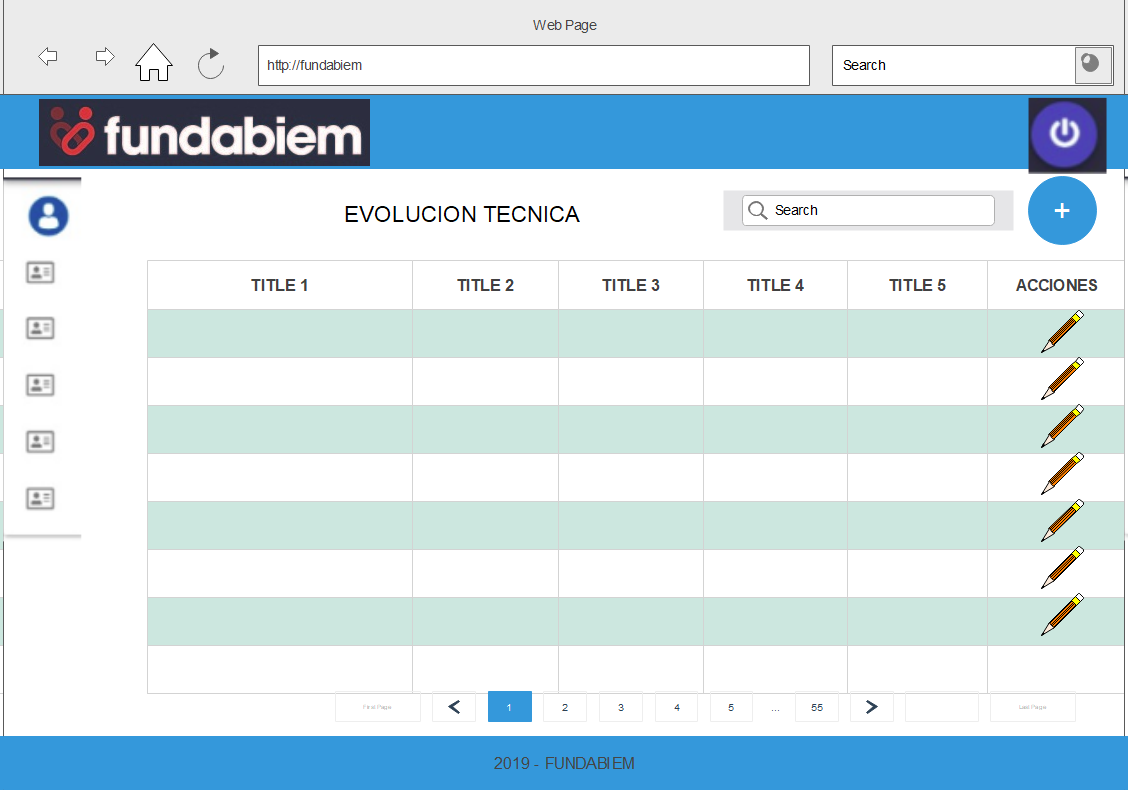 Web Page
http://fundabiem
Search
fundabiem
EVOLUCION TECNICA
Search
+
TITLE 1 TITLE 2 TITLE 3 TITLE 4 TITLE 5 ACCIONES
First Page 1 2 3 4 5 ... 55 Last Page
2019 - FUNDABIEM